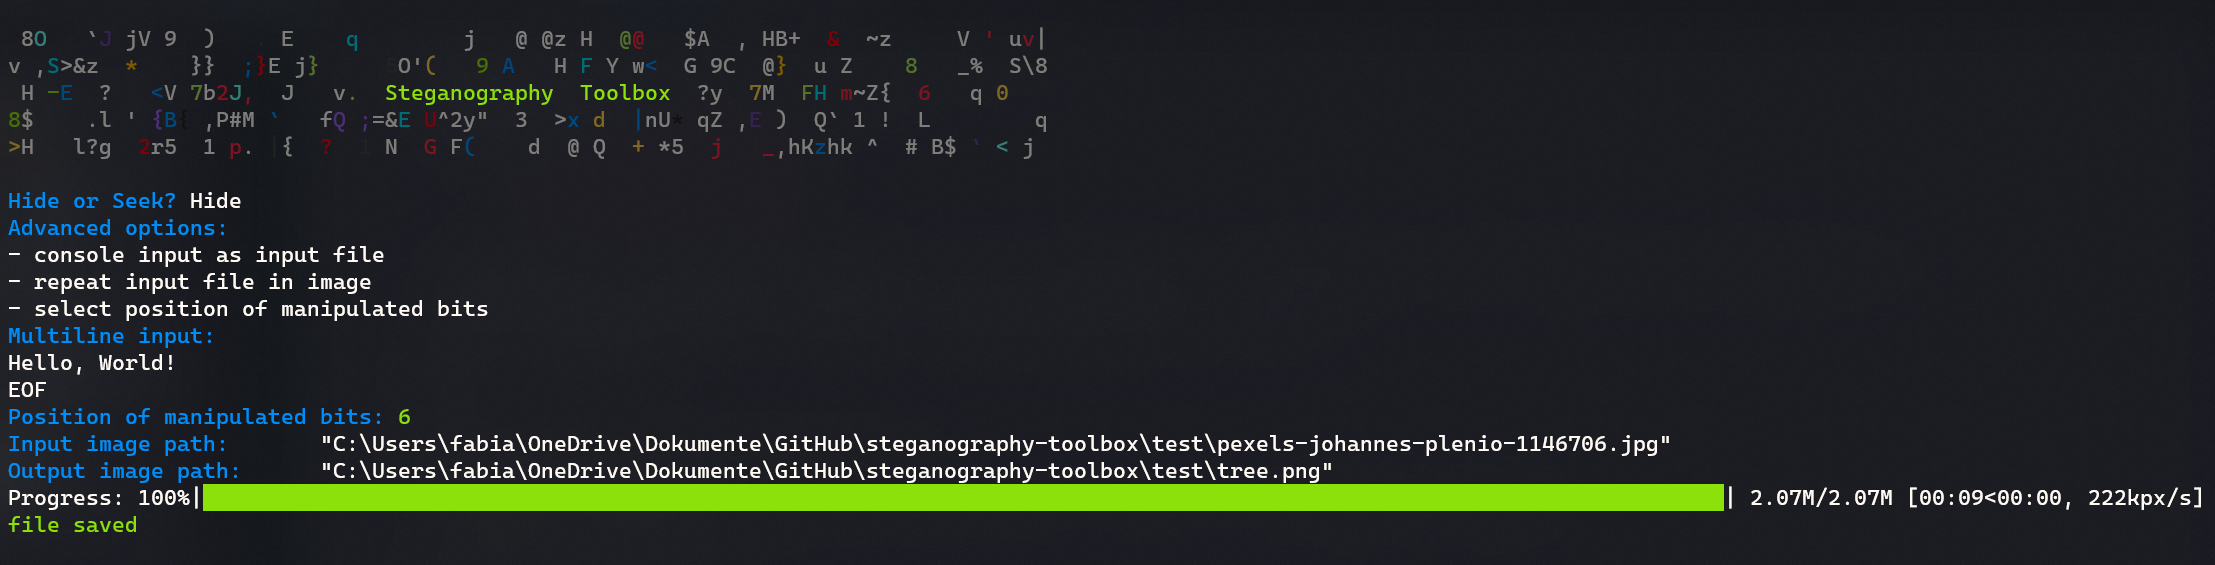 8O `J jV 9 ) . E q j @ @z H @@ $A , HB+ & ~z V ' uv|
v ,S>&z * }} ;}E j} O'( 9 A H F Y w< G 9C @} u Z 8 _% S\8
H -E ? <V 7b2J, J v. Steganography Toolbox ?y 7M FH m~Z{ 6 q 0
8$ .l ' {B{ ,P#M ` fQ ;=&E U^2y" 3 >x d |nU* qZ ,E ) Q` 1 ! L q
>H l?g 2r5 1 p. |{ ? 1 N G F( d @ Q + *5 j _,hKzhk ^ # B$ ` < j
Hide or Seek? Hide
Advanced options:
- console input as input file
- repeat input file in image
- select position of manipulated bits
Multiline input:
Hello, World!
EOF
Position of manipulated bits: 6
Input image path: "C:\Users\fabia\OneDrive\Dokumente\GitHub\steganography-toolbox\test\pexels-johannes-plenio-1146706.jpg"
Output image path: "C:\Users\fabia\OneDrive\Dokumente\GitHub\steganography-toolbox\test\tree.png"
Progress: 100%| | 2.07M/2.07M [00:09<00:00, 222kpx/s]
file saved